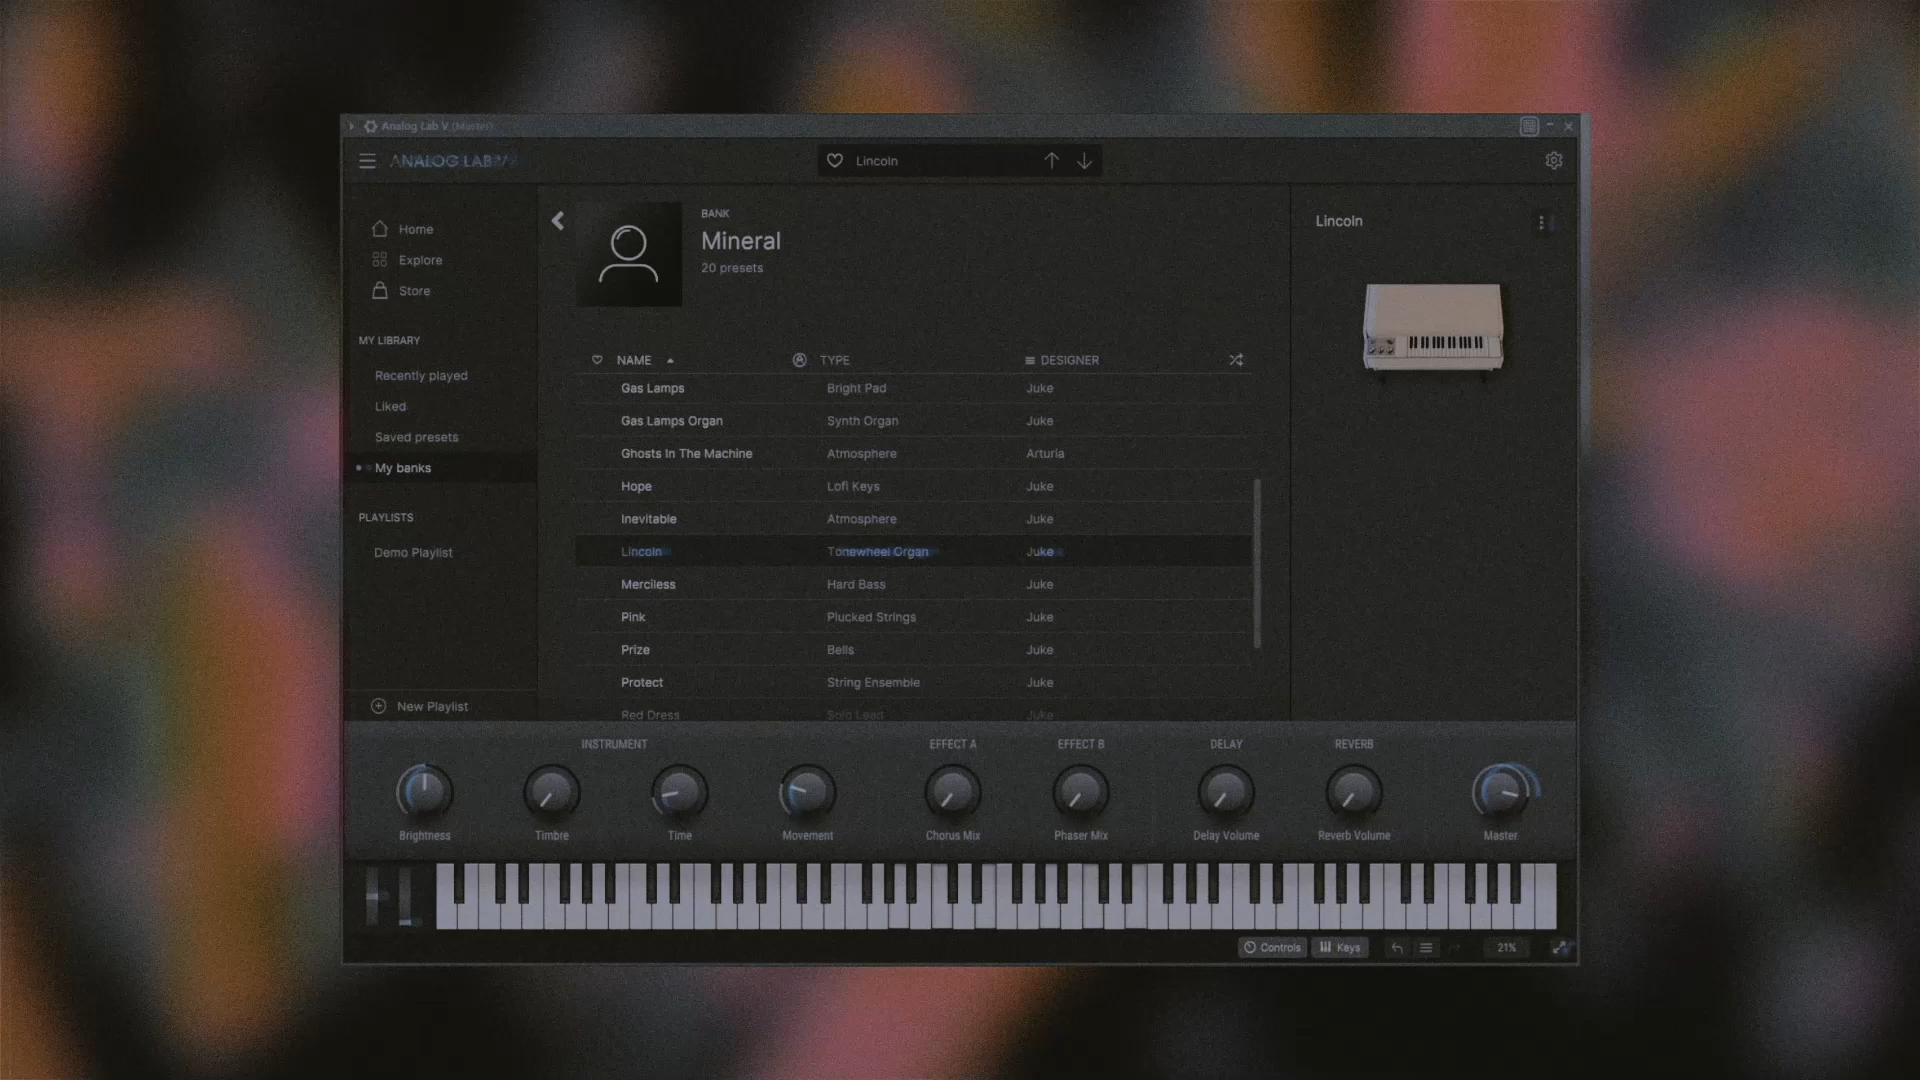 Analog Lab V (Master)
ANALOG LAB V
Lincoln
Home
Explore
Store
MY LIBRARY
Recently played
Liked
Saved presets
My banks
PLAYLISTS
Demo Playlist
New Playlist
BANK
Mineral
20 presets
NAME TYPE DESIGNER
Gas Lamps Bright Pad Juke
Gas Lamps Organ Synth Organ Juke
Ghosts In The Machine Atmosphere Arturia
Hope Lofi Keys Juke
Inevitable Atmosphere Juke
Lincoln Tonewheel Organ Juke
Merciless Hard Bass Juke
Pink Plucked Strings Juke
Prize Bells Juke
Protect String Ensemble Juke
Red Dress Solo Lead Juke
Lincoln
INSTRUMENT EFFECT A EFFECT B DELAY REVERB
Brightness Timbre Time Movement Chorus Mix Phaser Mix Delay Volume Reverb Volume Master
Controls Keys 21%